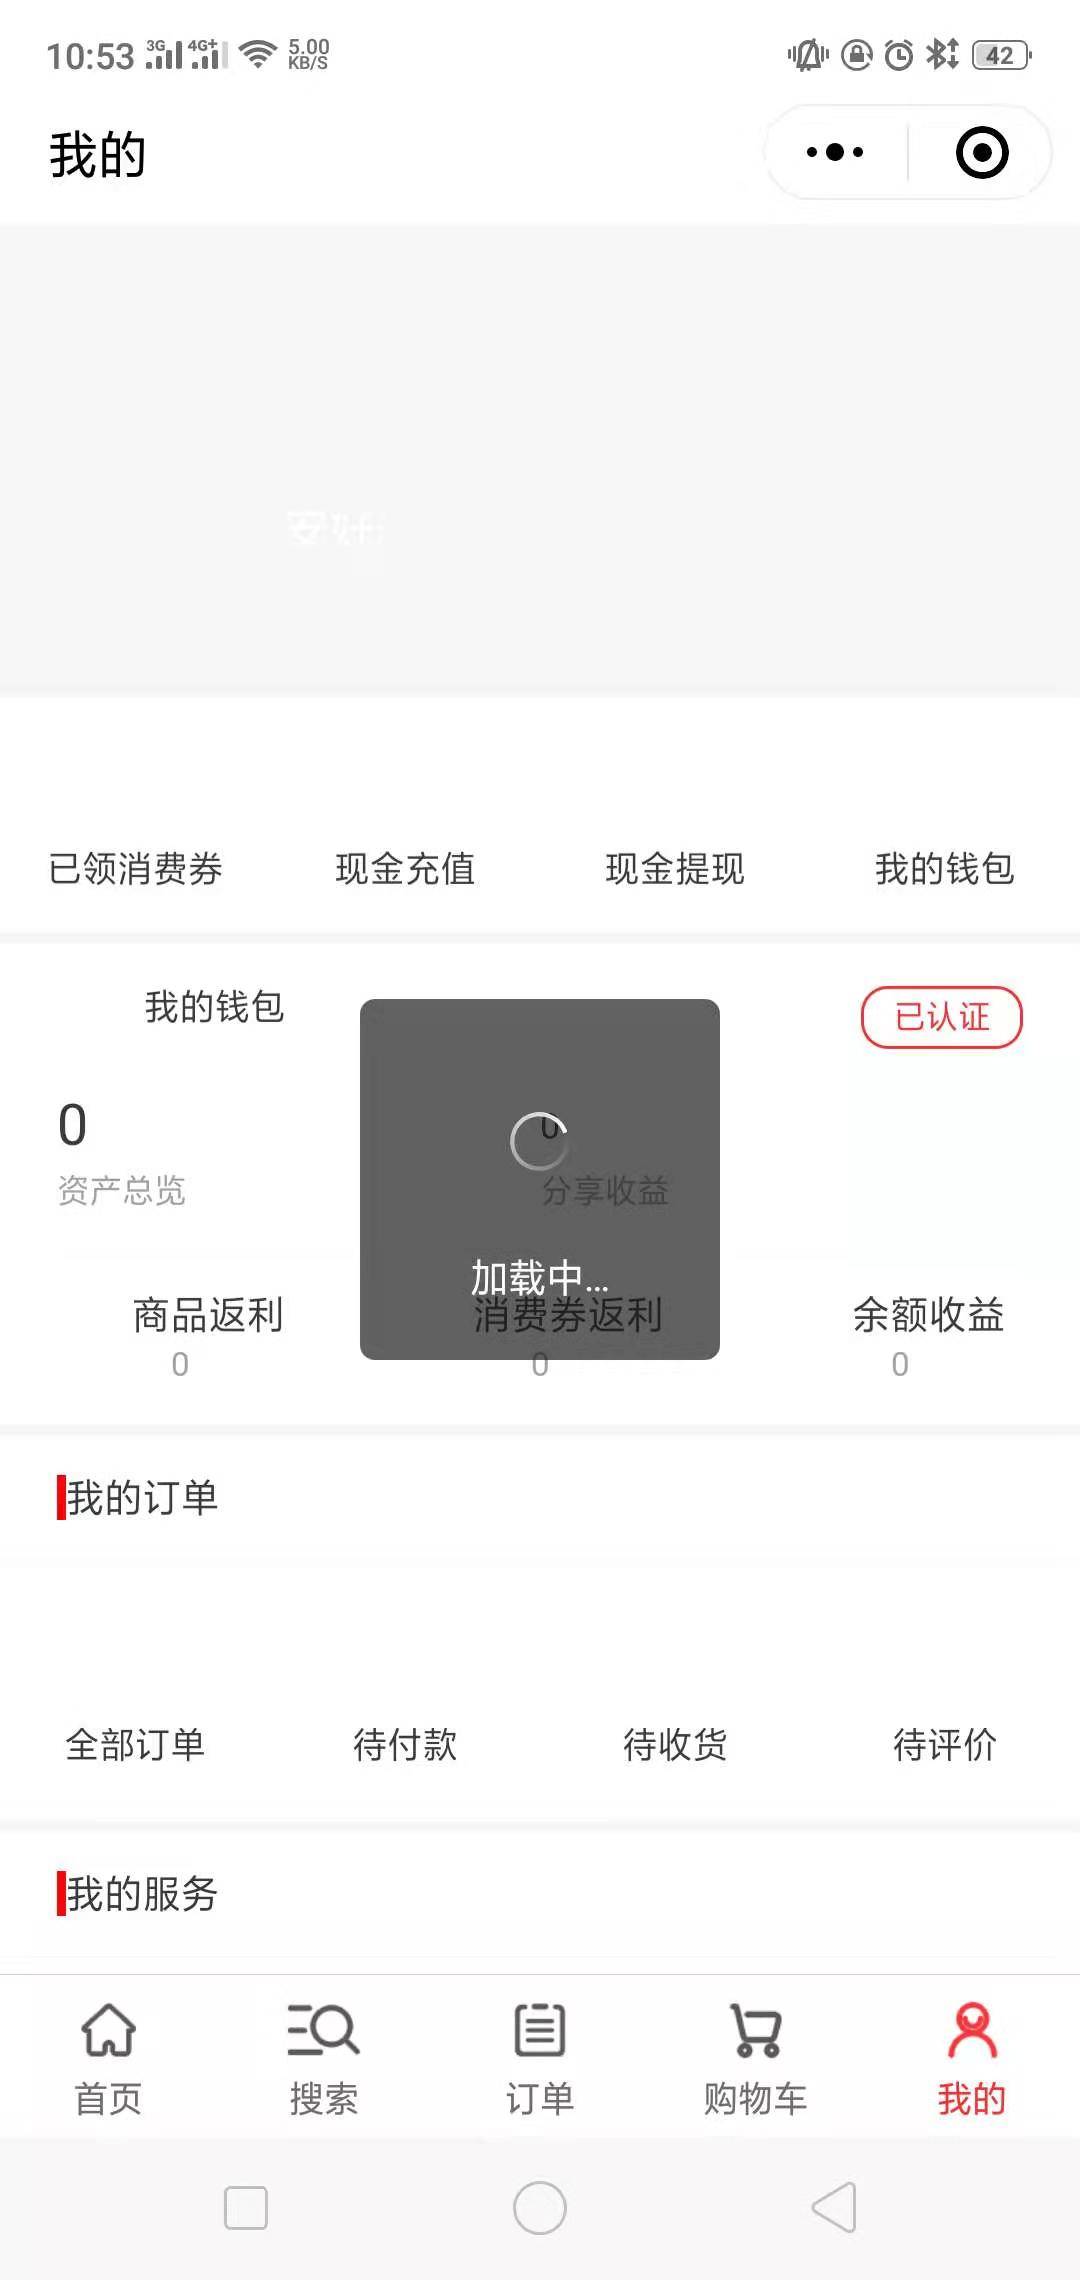 10:53 3G 4G+ 5.00 KB/S 42
我的
已领消费券 现金充值 现金提现 我的钱包
我的钱包 已认证
0 0
资产总览 分享收益
加载中...
商品返利 消费券返利 余额收益
0 0 0
我的订单
全部订单 待付款 待收货 待评价
我的服务
首页 搜索 订单 购物车 我的